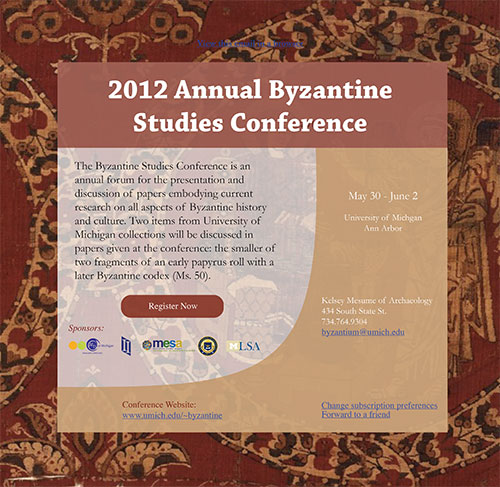 2012 Annual Byzantine
Studies Conference
The Byzantine Studies Conference is an
annual forum for the presentation and
discussion of papers embodying current
research on all aspects of Byzantine history
and culture. Two items from University of
Michigan collections will be discussed in
papers given at the conference: the smaller of
two fragments of an early papyrus roll with a
later Byzantine codex (Ms. 50).
May 30 - June 2
University of Michgan
Ann Arbor
Register Now
Kelsey Mesume of Archaeology
434 South State St.
734.764.9304
byzantium@umich.edu
Sponsors:
mesa
LSA
Conference Website:
www.umich.edu/~byzantine
Change subscription preferences
Forward to a friend